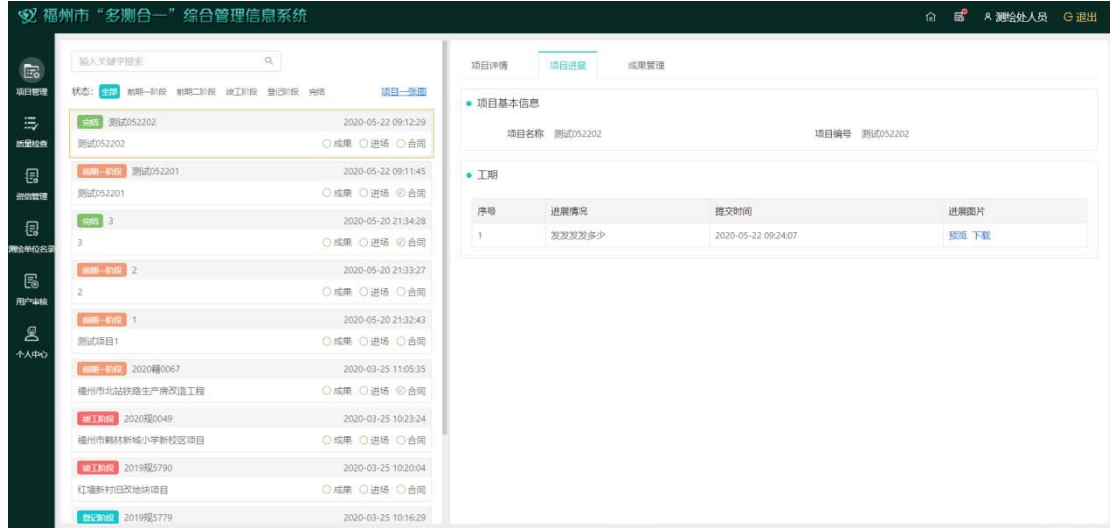 福州市“多测合一”综合管理信息系统
测绘处人员 退出
项目管理
质量检查
资信管理
测绘单位名录
用户审核
个人中心
输入关键字搜索
状态： 全部 前期一阶段 前期二阶段 竣工阶段 登记阶段 完结 项目一张图
完结 测试052202 2020-05-22 09:12:29
测试052202 成果 进场 合同
前期一阶段 测试052201 2020-05-22 09:11:45
测试052201 成果 进场 合同
完结 3 2020-05-20 21:34:28
3 成果 进场 合同
前期一阶段 2 2020-05-20 21:33:27
2 成果 进场 合同
前期一阶段 1 2020-05-20 21:32:43
测试项目1 成果 进场 合同
前期一阶段 2020籍0067 2020-03-25 11:05:35
福州市北站铁路生产房改造工程 成果 进场 合同
竣工阶段 2020规0049 2020-03-25 10:23:24
福州市鹤林新城小学新校区项目 成果 进场 合同
竣工阶段 2019规5790 2020-03-25 10:20:04
红墙新村旧改地块项目 成果 进场 合同
登记阶段 2019规5779 2020-03-25 10:16:29
项目详情 项目进展 成果管理
项目基本信息
项目名称 测试052202 项目编号 测试052202
工期
序号 进展情况 提交时间 进展图片
1 发发发发多少 2020-05-22 09:24:07 预览 下载